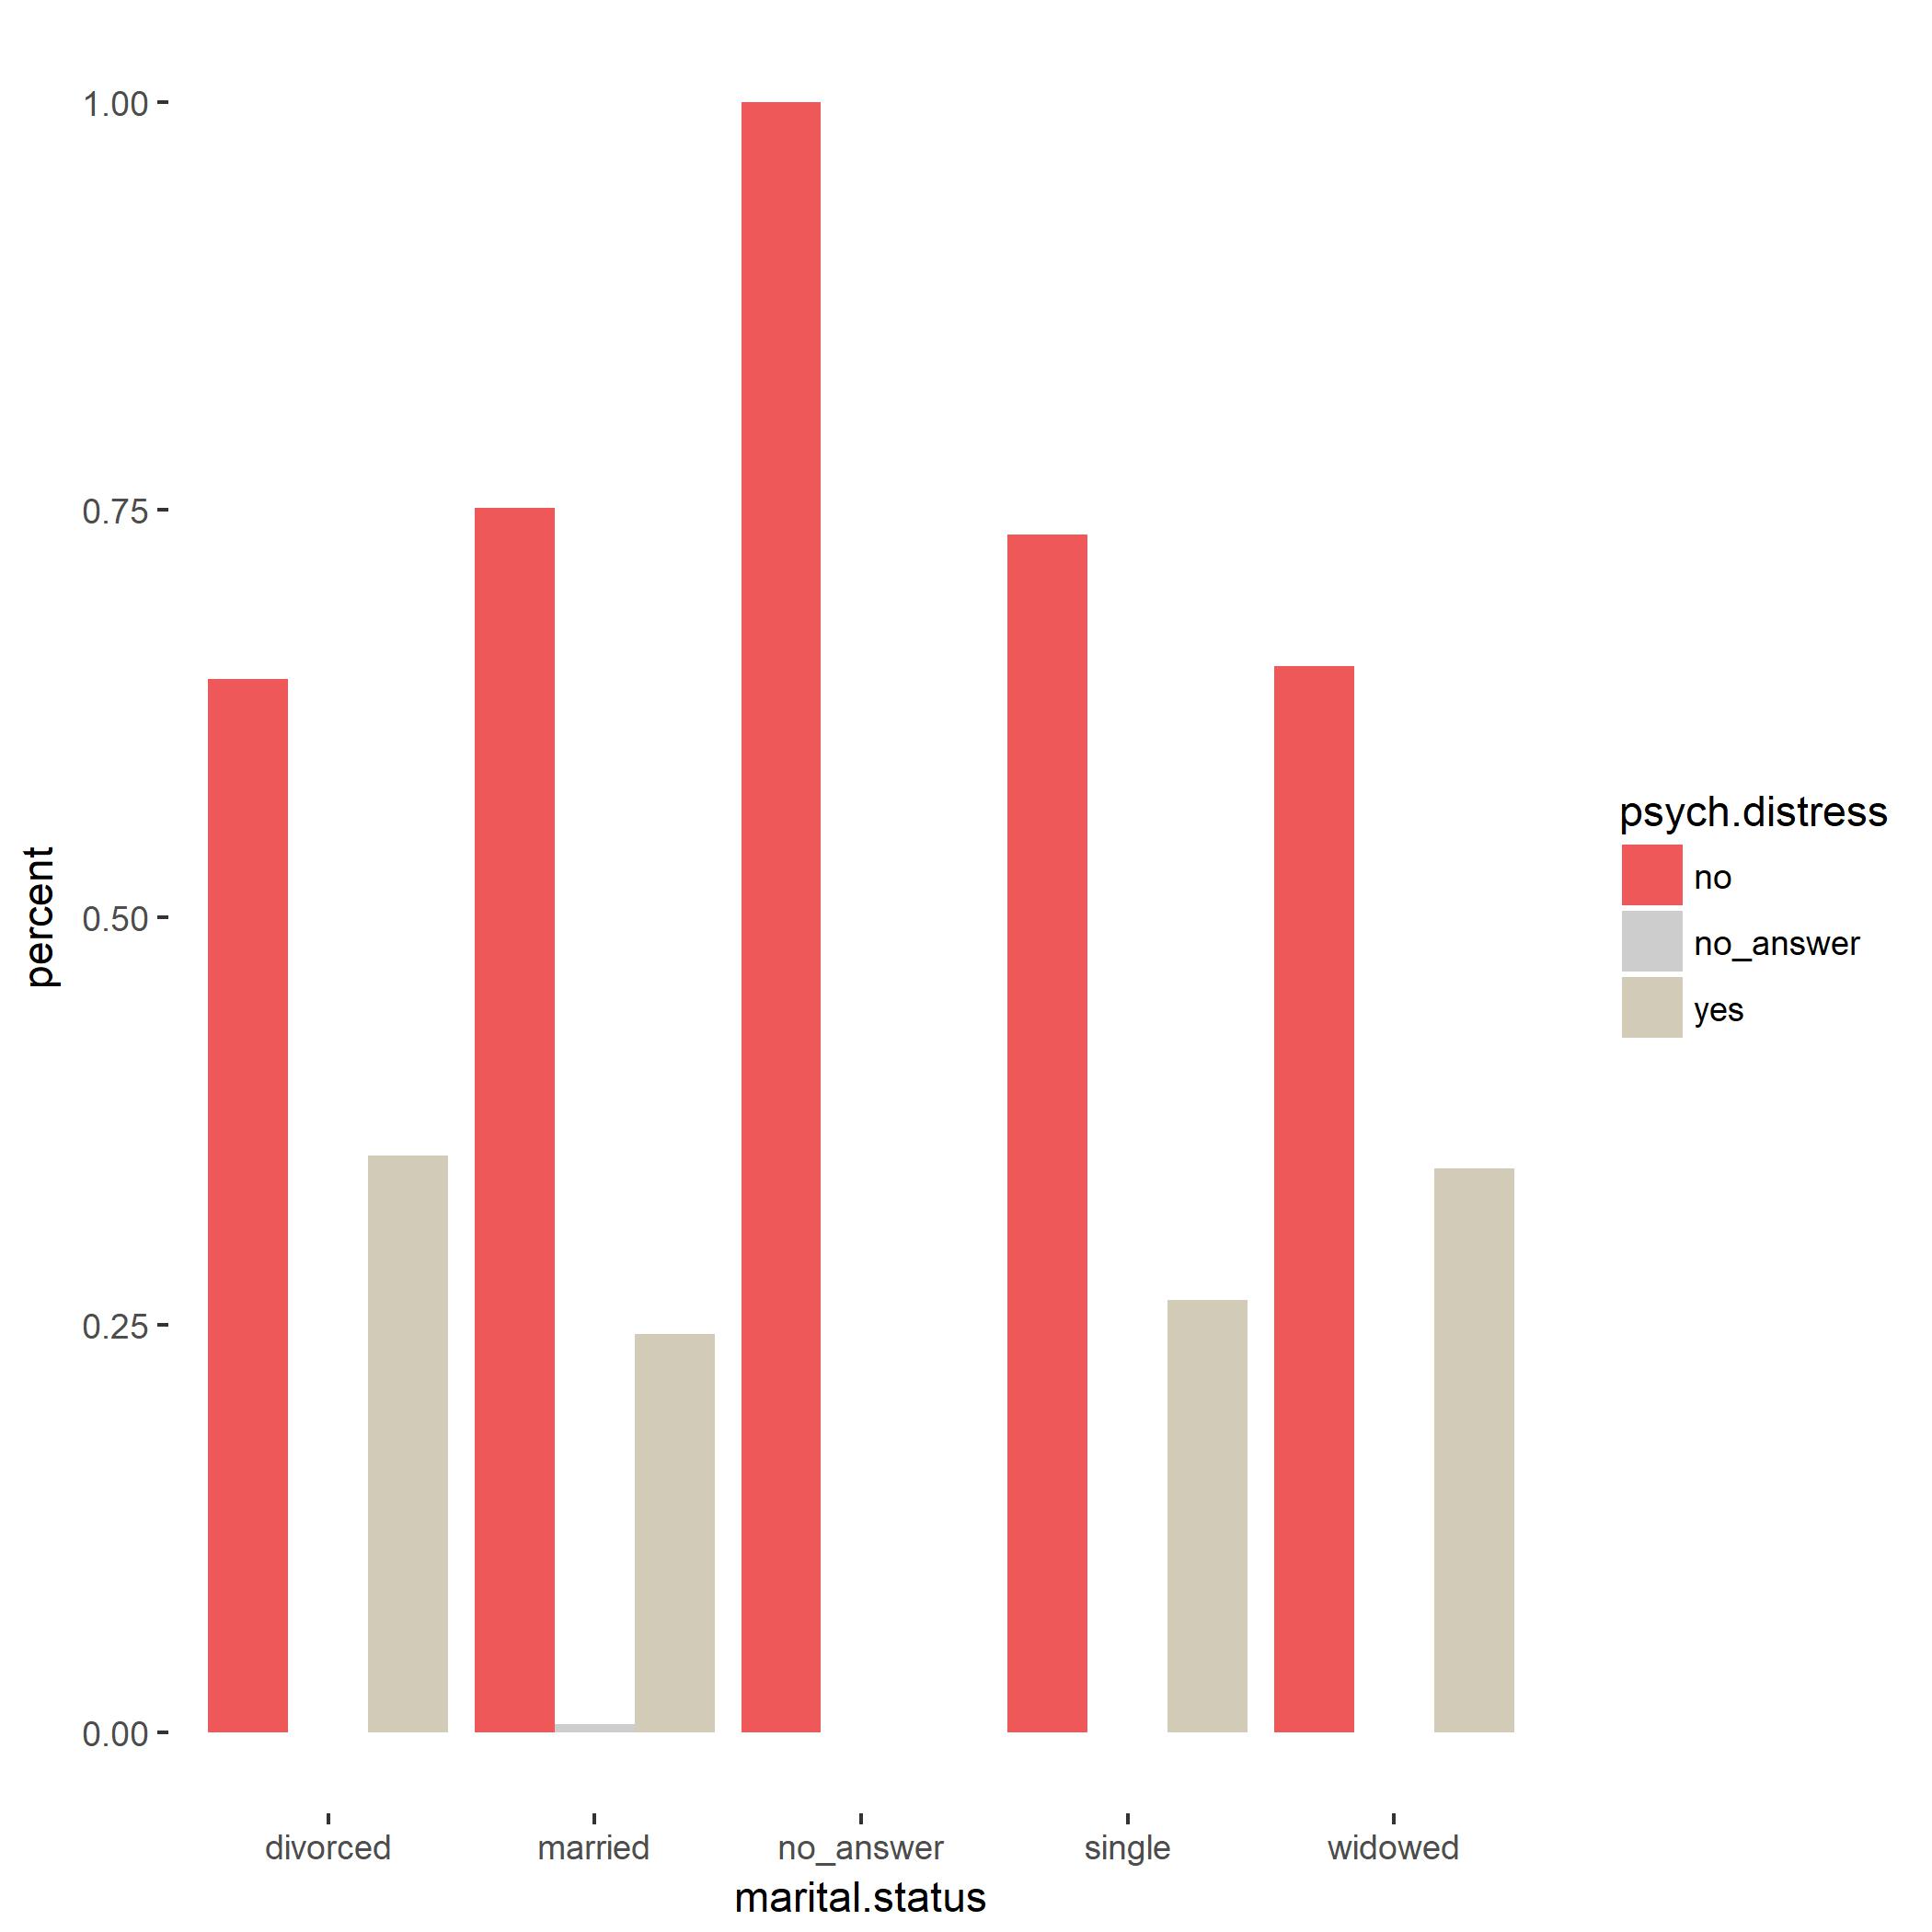 1.00
0.75
0.50
0.25
0.00
percent
divorced married no_answer single widowed
marital.status
psych.distress
no
no_answer
yes